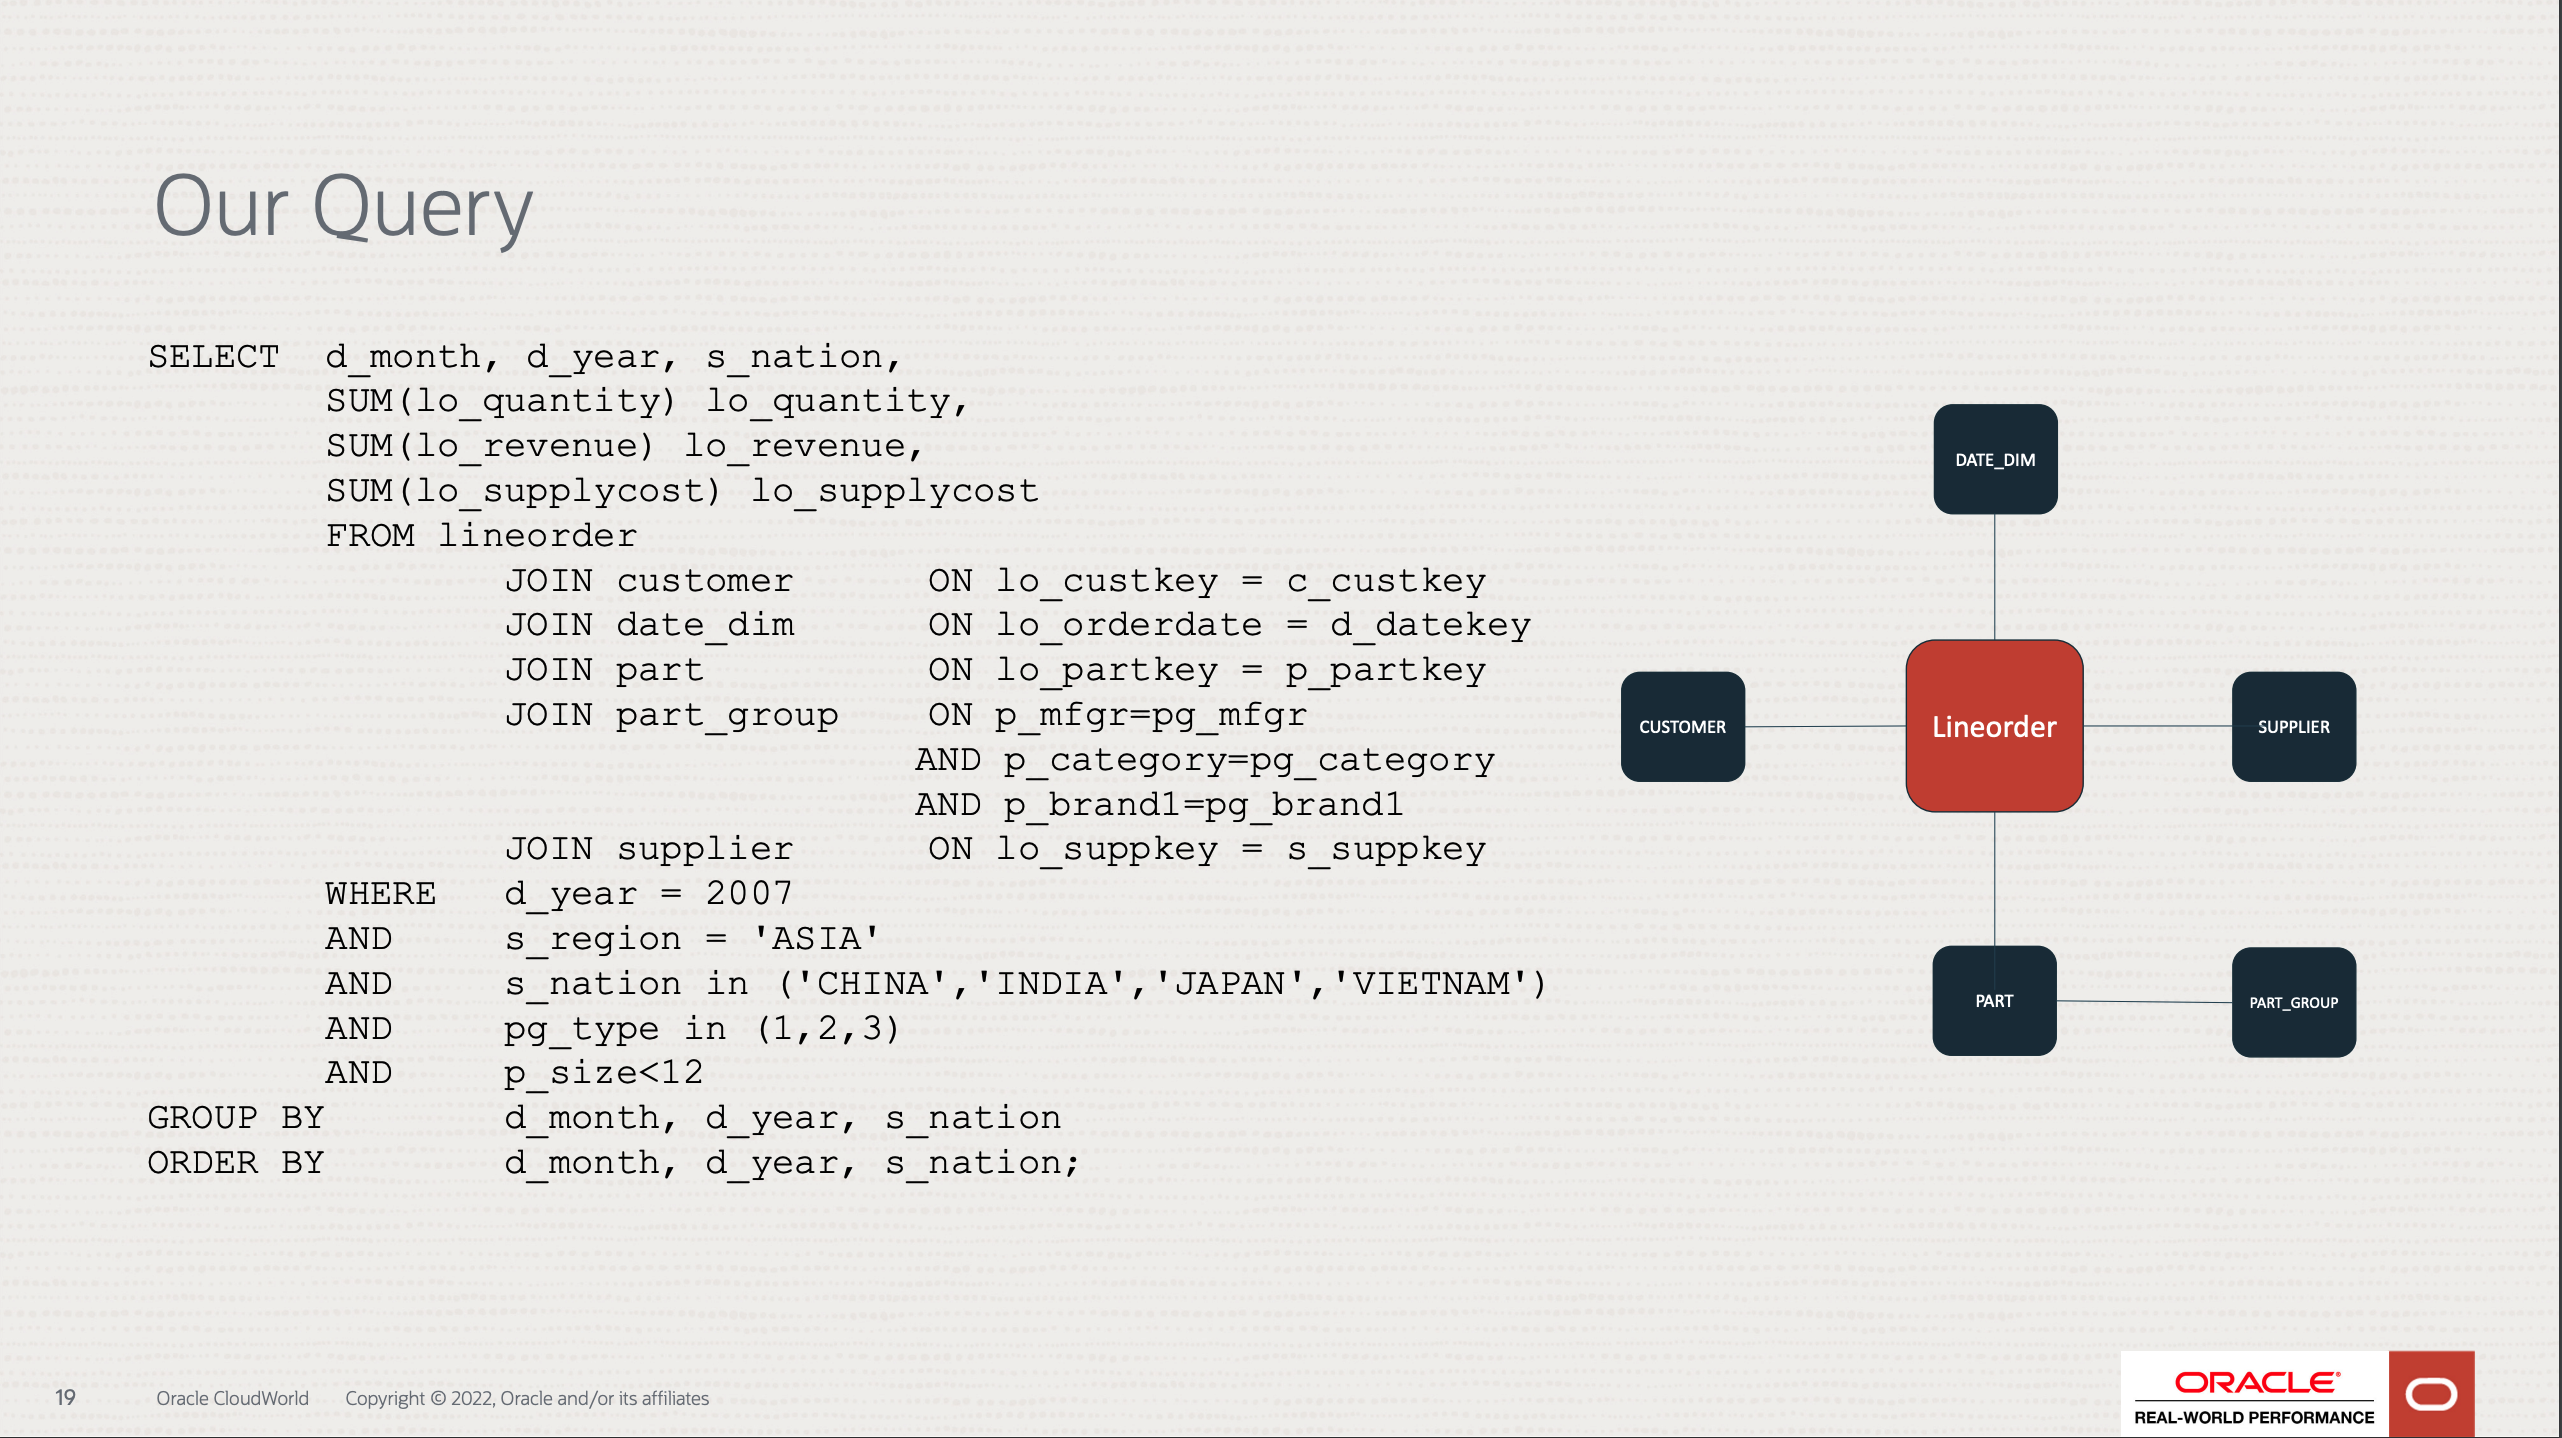 Our Query
SELECT d_month, d_year, s_nation,
SUM(lo_quantity) lo_quantity,
SUM(lo_revenue) lo_revenue,
SUM(lo_supplycost) lo_supplycost
FROM lineorder
JOIN customer ON lo_custkey = c_custkey
JOIN date_dim ON lo_orderdate = d_datekey
JOIN part ON lo_partkey = p_partkey
JOIN part_group ON p_mfgr=pg_mfgr
AND p_category=pg_category
AND p_brand1=pg_brand1
JOIN supplier ON lo_suppkey = s_suppkey
WHERE d_year = 2007
AND s_region = 'ASIA'
AND s_nation in ('CHINA','INDIA','JAPAN','VIETNAM')
AND pg_type in (1,2,3)
AND p_size<12
GROUP BY d_month, d_year, s_nation
ORDER BY d_month, d_year, s_nation;
DATE_DIM
CUSTOMER
Lineorder
SUPPLIER
PART
PART_GROUP
19 Oracle CloudWorld Copyright © 2022, Oracle and/or its affiliates
ORACLE®
REAL-WORLD PERFORMANCE